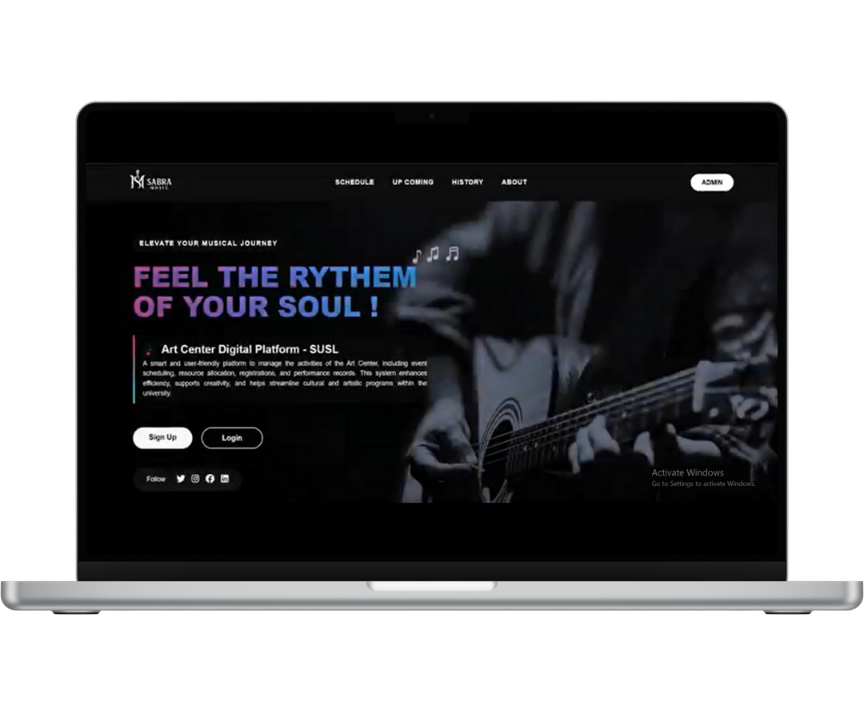 SABRA
MUSIC
SCHEDULE
UP COMING
HISTORY
ABOUT
ADMIN
ELEVATE YOUR MUSICAL JOURNEY
FEEL THE RYTHEM
OF YOUR SOUL !
Art Center Digital Platform - SUSL
A smart and user-friendly platform to manage the activities of the Art Center, including event
scheduling, resource allocation, registrations, and performance records. This system enhances
efficiency, supports creativity, and helps streamline cultural and artistic programs within the
university.
Sign Up
Login
Follow
Activate Windows
Go to Settings to activate Windows.